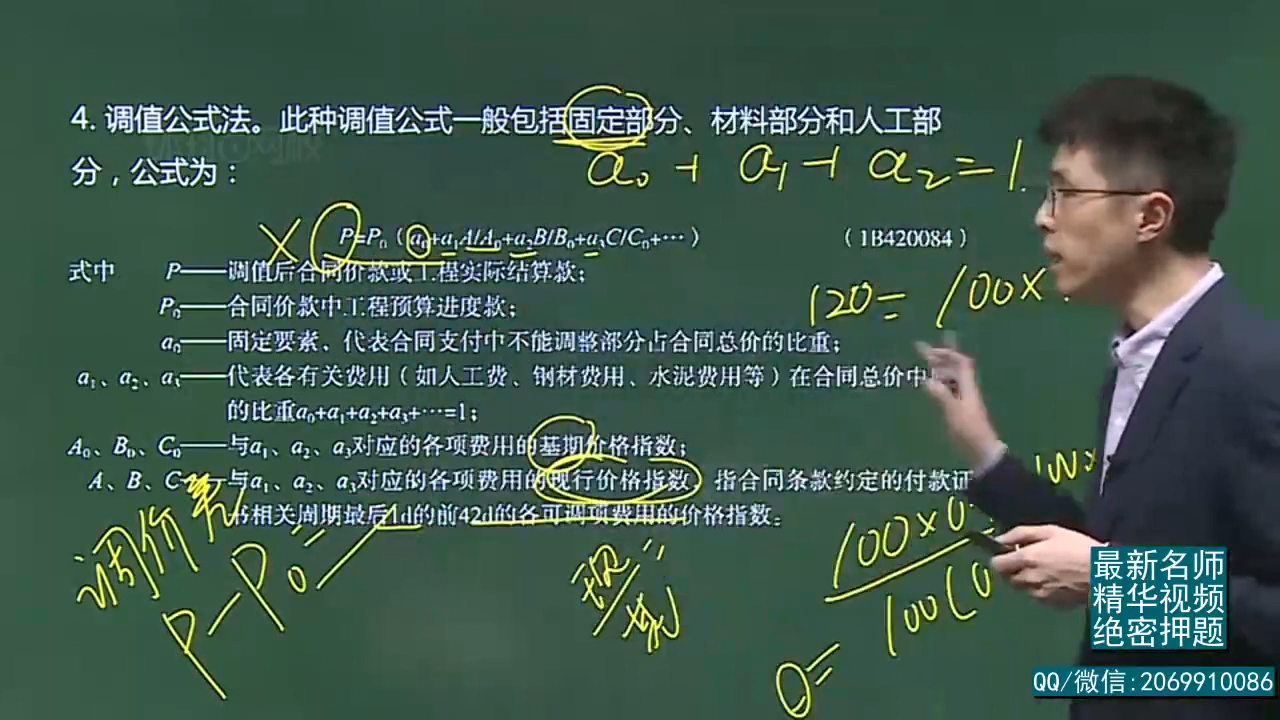 4. 调值公式法。此种调值公式一般包括固定部分、材料部分和人工部
分，公式为：
a₀+a₁+a₂=1.
P=P₀（a₀+a₁A/A₀+a₂B/B₀+a₃C/C₀+…） （1B420084）
式中 P——调值后合同价款或工程实际结算款；
120=100×
P₀——合同价款中工程预算进度款；
a₀——固定要素、代表合同支付中不能调整部分占合同总价的比重；
a₁、a₂、a₃——代表各有关费用（如人工费、钢材费用、水泥费用等）在合同总价中
的比重a₀+a₁+a₂+a₃+…=1；
A₀、B₀、C₀——与a₁、a₂、a₃对应的各项费用的基期价格指数；
A、B、C——与a₁、a₂、a₃对应的各项费用的现行价格指数，指合同条款约定的付款证
书相关周期最后1d的前42d的各可调项费用的价格指数。
调价差
P-P₀=
现
基
100×0
100(0
0=
最新名师
精华视频
绝密押题
QQ/微信:2069910086